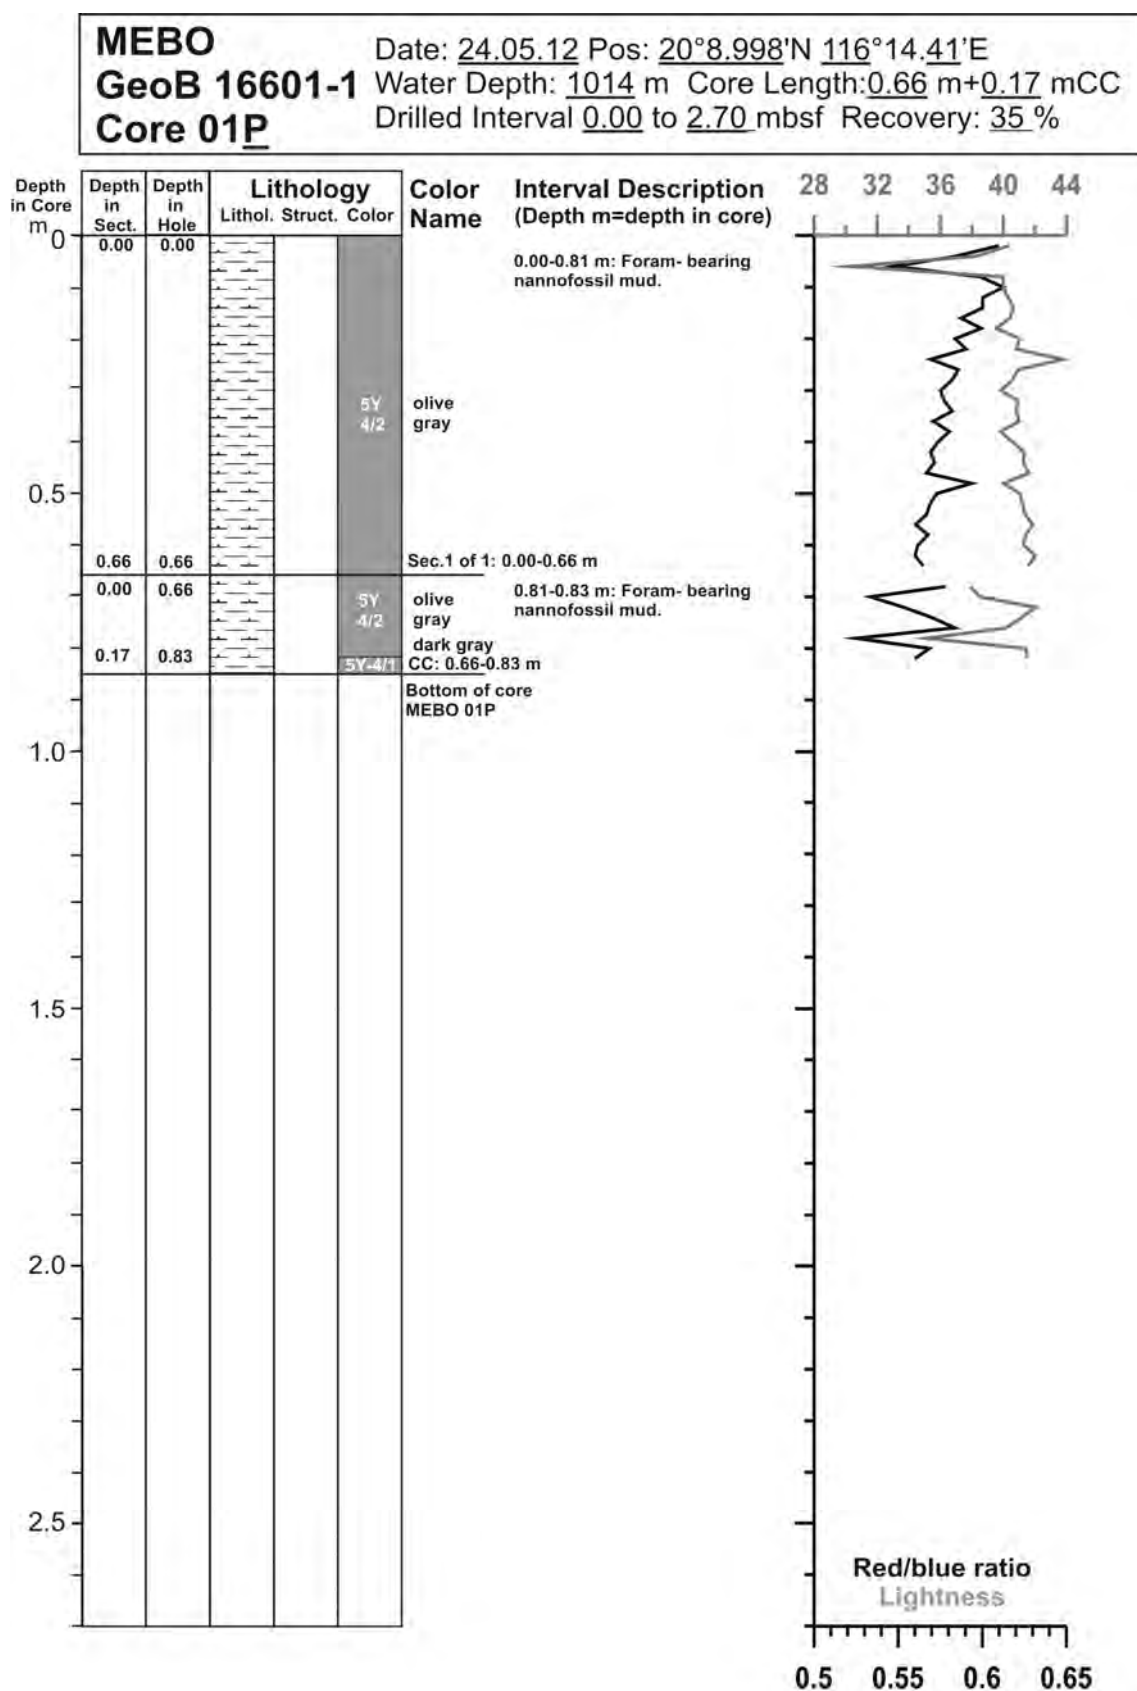 MEBO
GeoB 16601-1
Core 01P
Date: 24.05.12 Pos: 20°8.998'N 116°14.41'E
Water Depth: 1014 m Core Length:0.66 m+0.17 mCC
Drilled Interval 0.00 to 2.70 mbsf Recovery: 35 %
Depth
in Core
m
Depth
in
Sect.
Depth
in
Hole
Lithology
Lithol. Struct. Color
Color
Name
Interval Description
(Depth m=depth in core)
28 32 36 40 44
0
0.00 0.00
0.00-0.81 m: Foram- bearing
nannofossil mud.
5Y
4/2
olive
gray
0.5
0.66 0.66
Sec.1 of 1: 0.00-0.66 m
0.00 0.66
5Y
4/2
olive
gray
0.81-0.83 m: Foram- bearing
nannofossil mud.
dark gray
0.17 0.83
5Y-4/1
CC: 0.66-0.83 m
Bottom of core
MEBO 01P
1.0
1.5
2.0
2.5
Red/blue ratio
Lightness
0.5 0.55 0.6 0.65